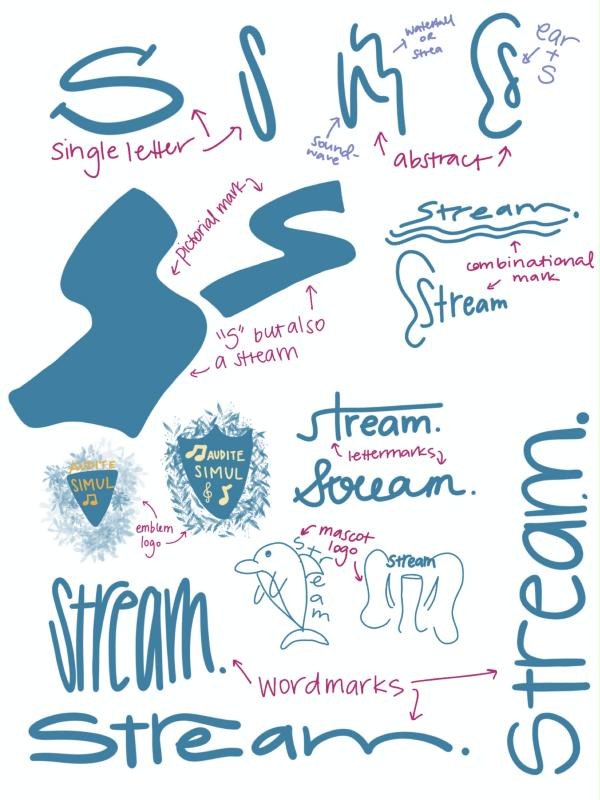 S S
waterfall
OR
strea
ear
+
S
S
single letter
sound-
wave
abstract
pictorial mark
Stream.
combinational
mark
Stream
"S" but also
a stream
Stream.
lettermarks
Stream.
AUDITE
SIMUL
AUDITE
SIMUL
emblem
logo
mascot
logo
Stream
Stream
Stream.
Stream.
wordmarks
Stream.